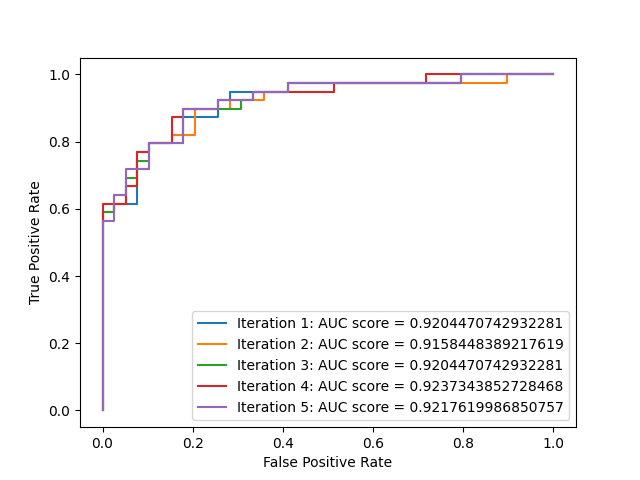 1.0
0.8
0.6
0.4
0.2
0.0
True Positive Rate
Iteration 1: AUC score = 0.9204470742932281
Iteration 2: AUC score = 0.9158448389217619
Iteration 3: AUC score = 0.9204470742932281
Iteration 4: AUC score = 0.9237343852728468
Iteration 5: AUC score = 0.9217619986850757
0.0 0.2 0.4 0.6 0.8 1.0
False Positive Rate